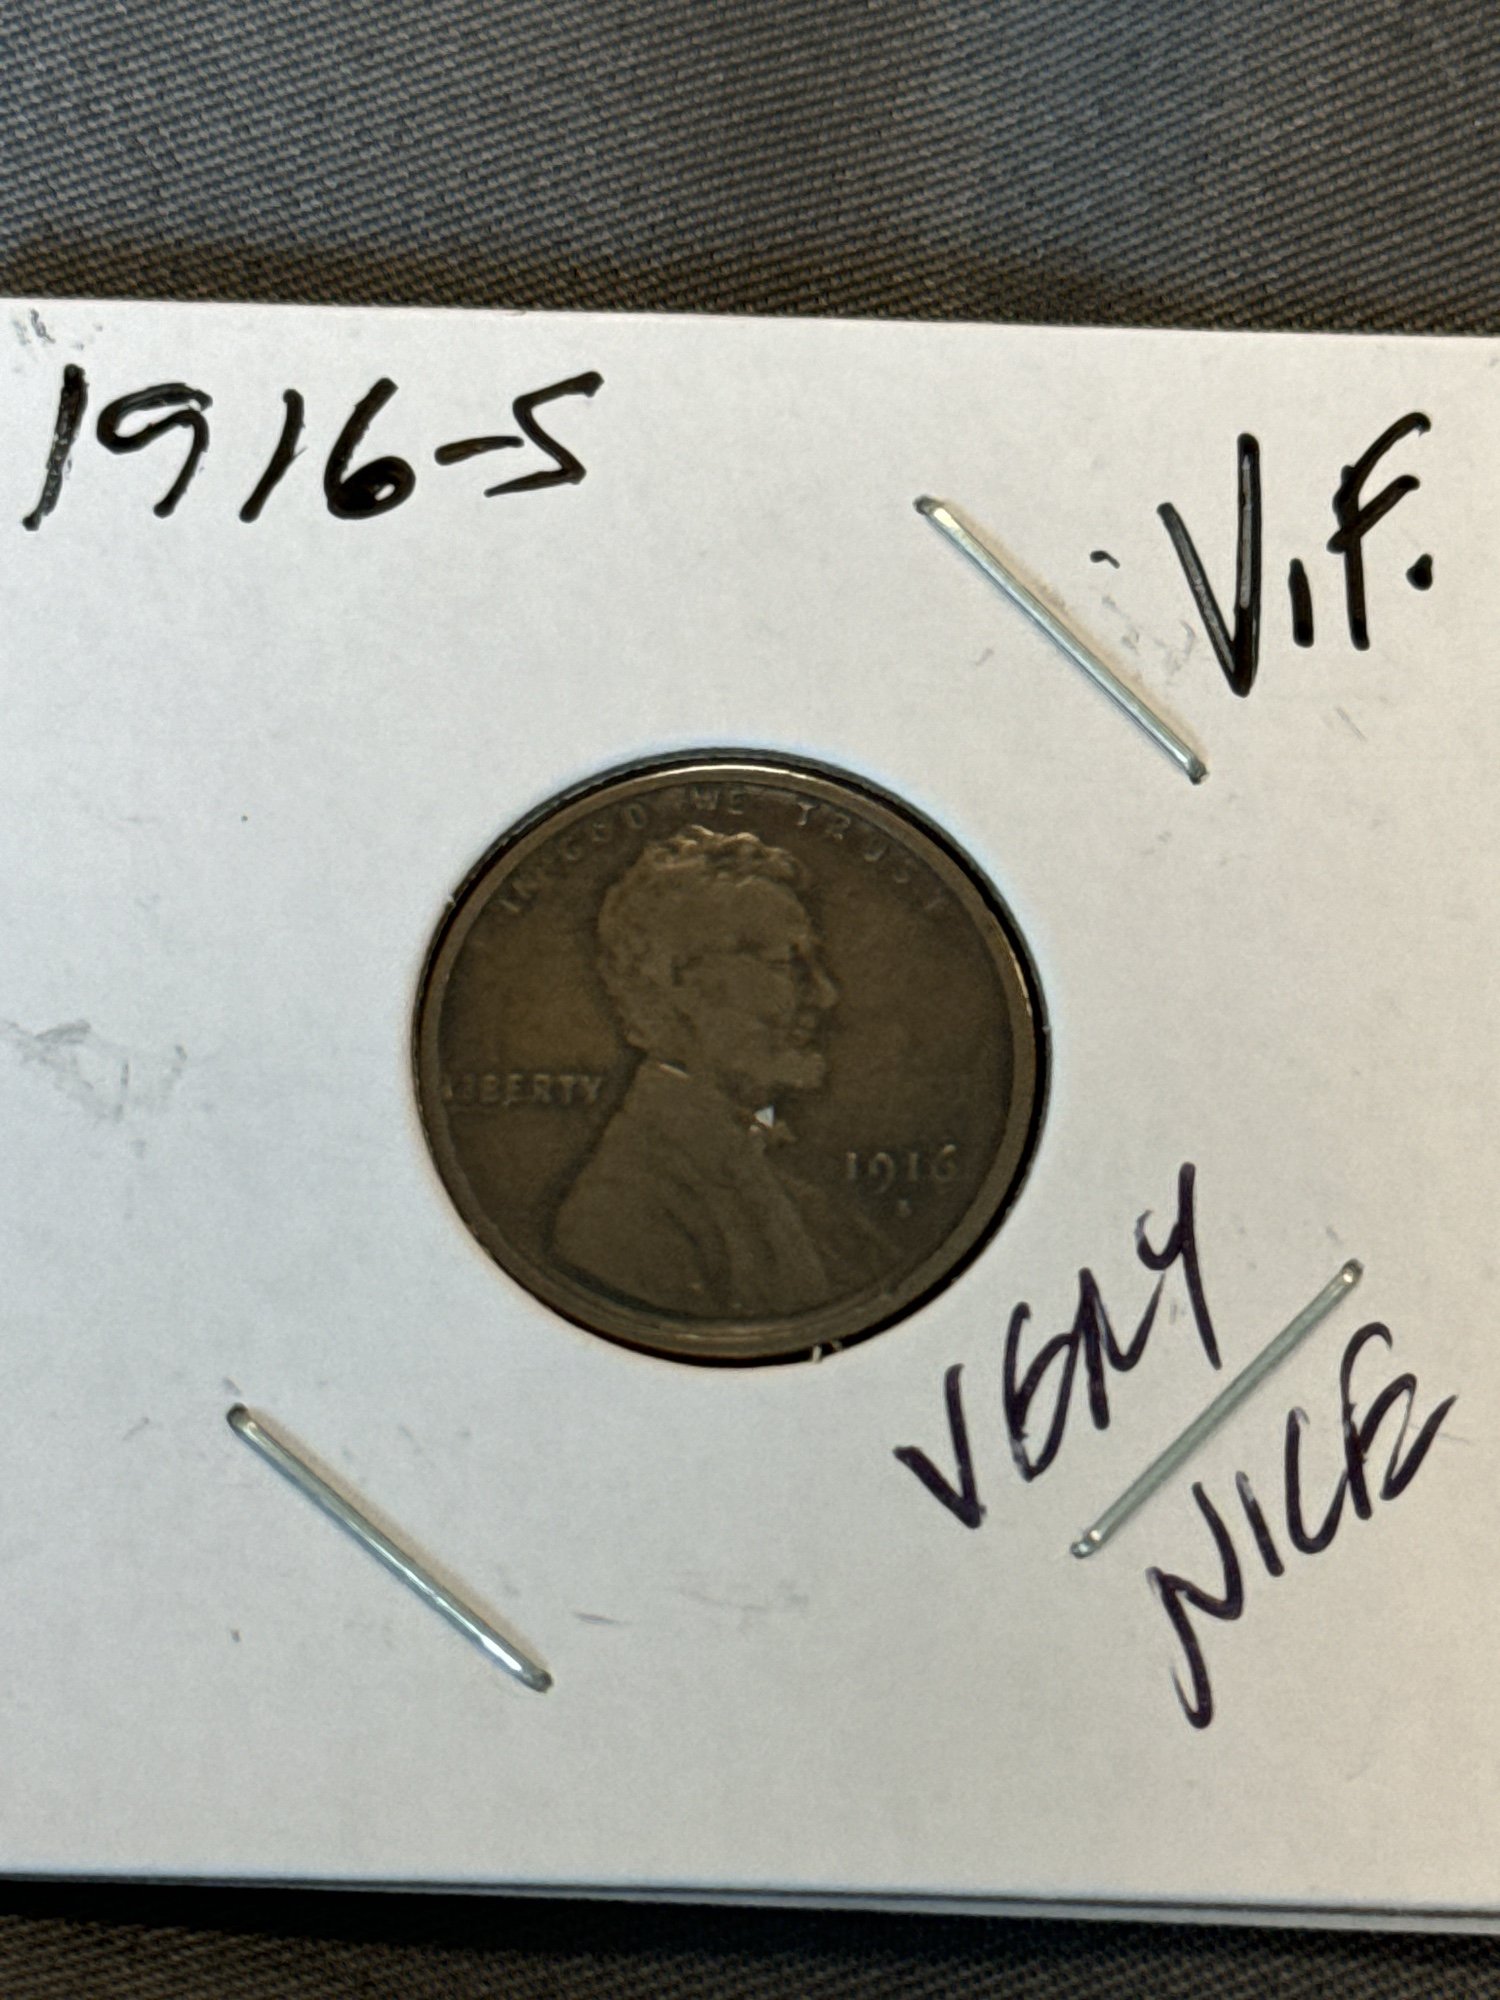 1916-S
V.F.
IN GOD WE TRUST
LIBERTY
1916
S
VERY
NICE